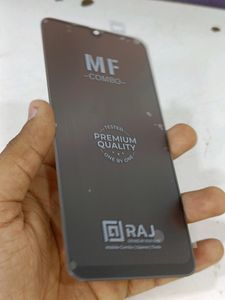 MF
-COMBO-
TESTED
PREMIUM
QUALITY
ONE BY ONE
RAJ